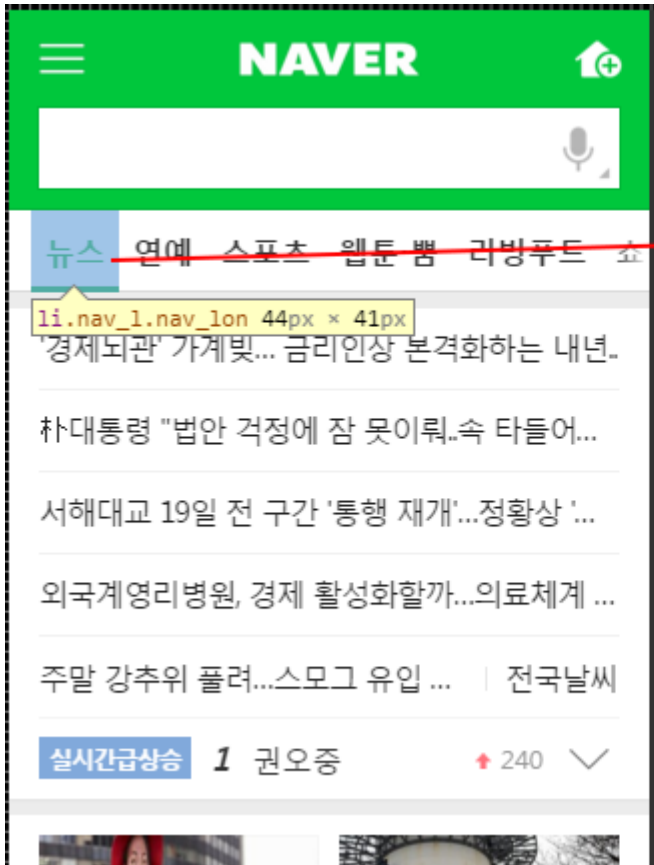 NAVER
뉴스 연예 스포츠 웹툰·뿜 리빙푸드 쇼
li.nav_l.nav_lon 44px × 41px
'경제뇌관' 가계빚... 금리인상 본격화하는 내년..
朴대통령 "법안 걱정에 잠 못이뤄..속 타들어...
서해대교 19일 전 구간 '통행 재개'...정황상 '...
외국계영리병원, 경제 활성화할까...의료체계 ...
주말 강추위 풀려...스모그 유입 ... 전국날씨
실시간급상승 1 권오중 240